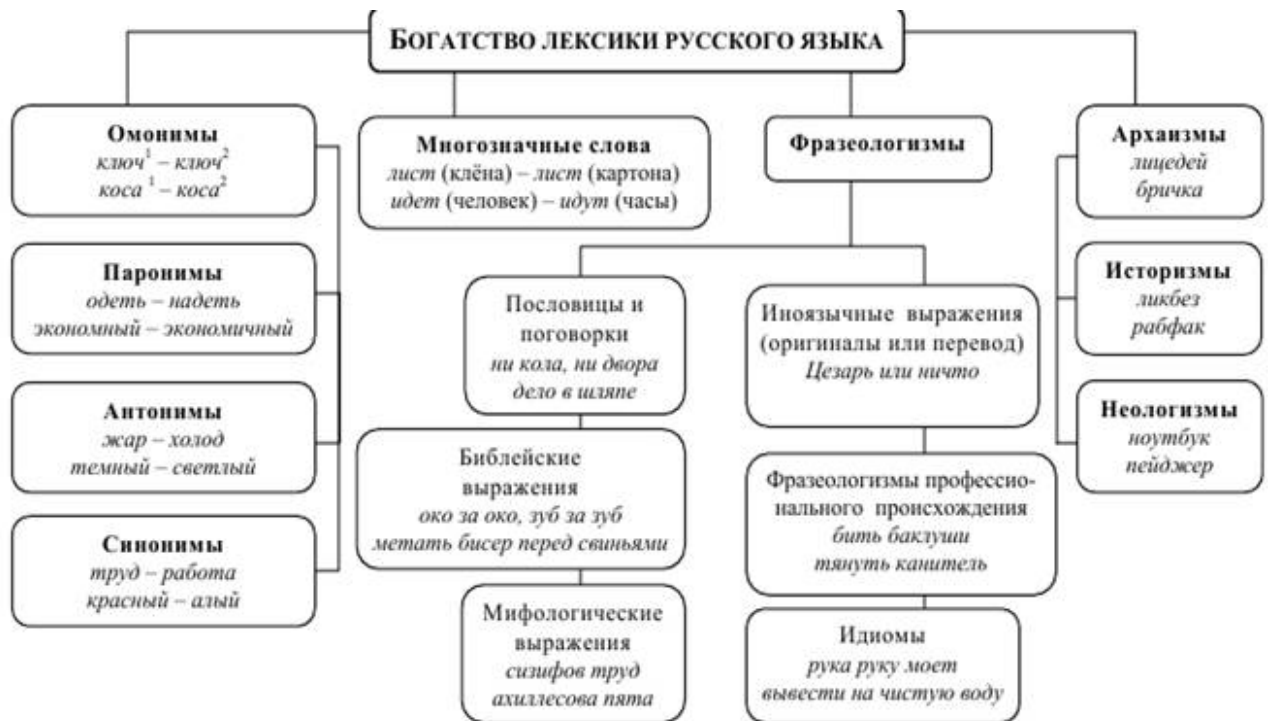 БОГАТСТВО ЛЕКСИКИ РУССКОГО ЯЗЫКА
Омонимы
ключ¹ – ключ²
коса ¹ – коса²
Паронимы
одеть – надеть
экономный – экономичный
Антонимы
жар – холод
темный – светлый
Синонимы
труд – работа
красный – алый
Многозначные слова
лист (клёна) – лист (картона)
идет (человек) – идут (часы)
Фразеологизмы
Пословицы и
поговорки
ни кола, ни двора
дело в шляпе
Библейские
выражения
око за око, зуб за зуб
метать бисер перед свиньями
Мифологические
выражения
сизифов труд
ахиллесова пята
Иноязычные выражения
(оригиналы или перевод)
Цезарь или ничто
Фразеологизмы профессио-
нального происхождения
бить баклуши
тянуть канитель
Идиомы
рука руку моет
вывести на чистую воду
Архаизмы
лицедей
бричка
Историзмы
ликбез
рабфак
Неологизмы
ноутбук
пейджер